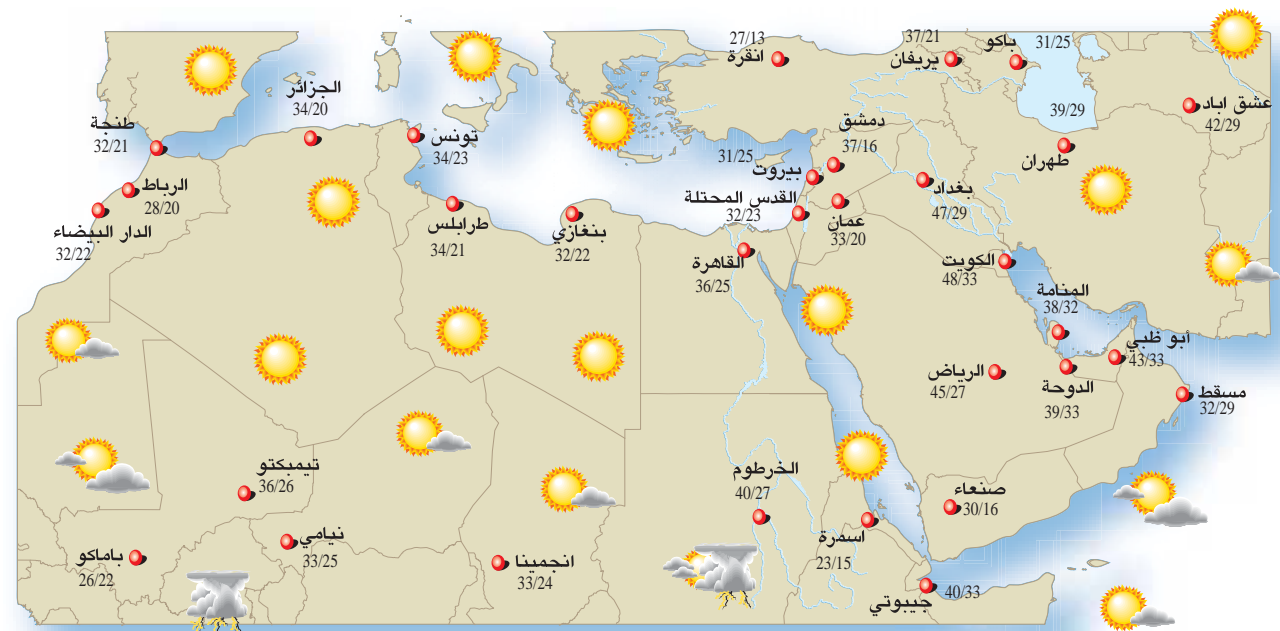 27/13
انقرة
37/21
يريفان
باكو
31/25
عشق اباد
42/29
39/29
طهران
الجزائر
34/20
طنجة
32/21
تونس
34/23
دمشق
37/16
31/25
بيروت
الرباط
28/20
القدس المحتلة
32/23
بغداد
47/29
الدار البيضاء
32/22
طرابلس
34/21
بنغازي
32/22
عمان
33/20
القاهرة
36/25
الكويت
48/33
المنامة
38/32
أبو ظبي
43/33
الرياض
45/27
الدوحة
39/33
مسقط
32/29
تيمبكتو
36/26
الخرطوم
40/27
صنعاء
30/16
نيامي
33/25
اسمرة
23/15
باماكو
26/22
انجمينا
33/24
40/33
جيبوتي